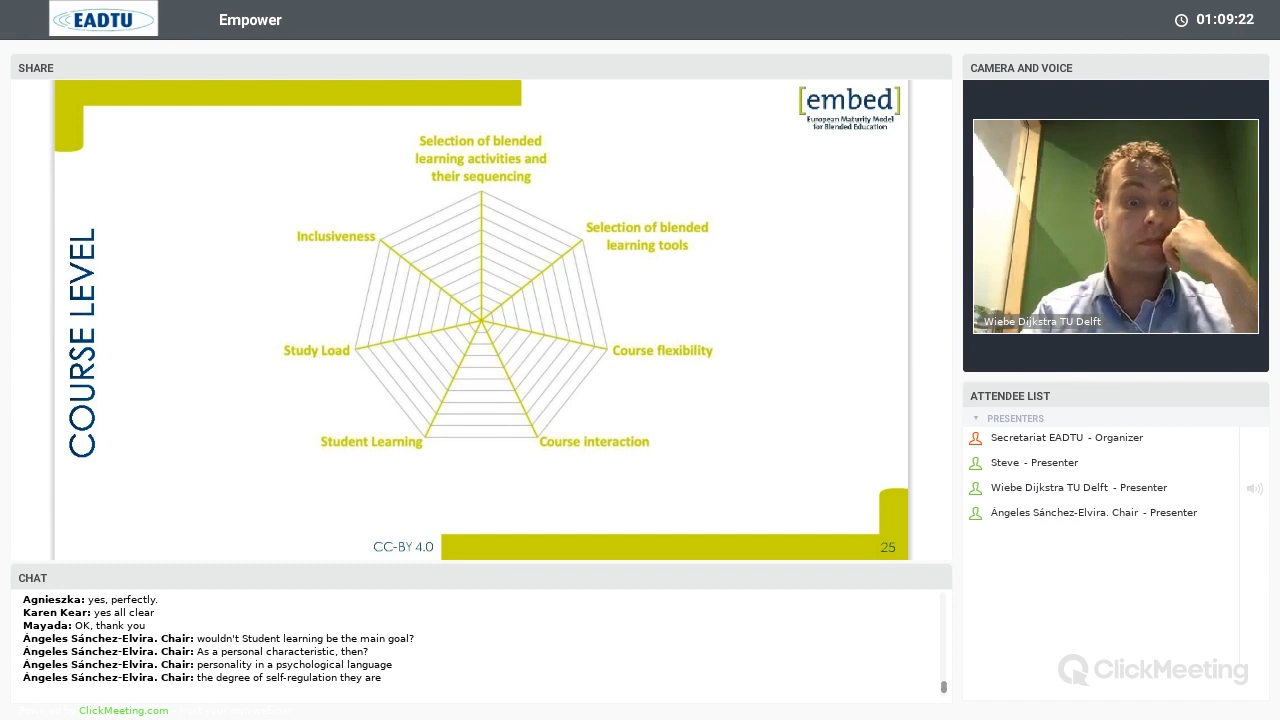 EADTU
Empower
01:09:22
SHARE
[embed]
European Maturity Model
for Blended Education
COURSE LEVEL
Selection of blended
learning activities and
their sequencing
Selection of blended
learning tools
Inclusiveness
Study Load
Course flexibility
Student Learning
Course interaction
CC-BY 4.0
25
CAMERA AND VOICE
Wiebe Dijkstra TU Delft
ATTENDEE LIST
PRESENTERS
Secretariat EADTU - Organizer
Steve - Presenter
Wiebe Dijkstra TU Delft - Presenter
Ángeles Sánchez-Elvira. Chair - Presenter
ClickMeeting
CHAT
Agnieszka: yes, perfectly.
Karen Kear: yes all clear
Mayada: OK, thank you
Ángeles Sánchez-Elvira. Chair: wouldn't Student learning be the main goal?
Ángeles Sánchez-Elvira. Chair: As a personal characteristic, then?
Ángeles Sánchez-Elvira. Chair: personality in a psychological language
Ángeles Sánchez-Elvira. Chair: the degree of self-regulation they are
ClickMeeting.com